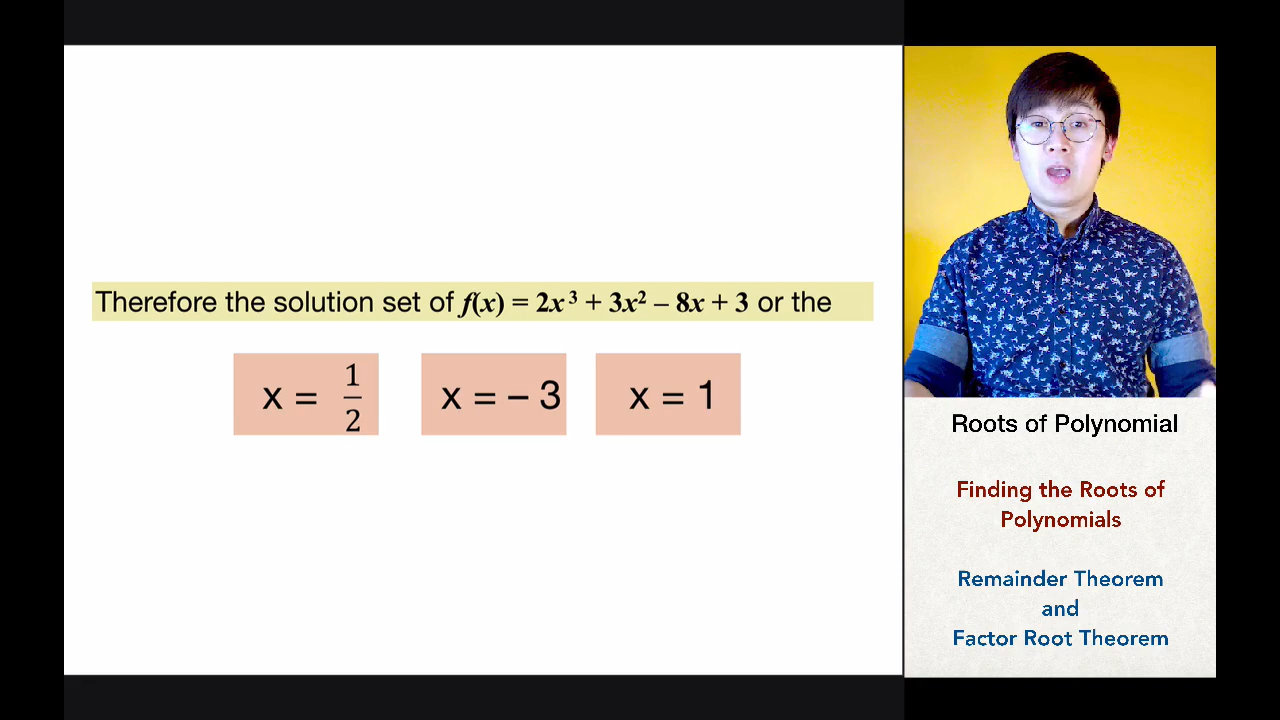 Therefore the solution set of f(x) = 2x³ + 3x² – 8x + 3 or the
x = 1/2 x = – 3 x = 1
Roots of Polynomial
Finding the Roots of
Polynomials
Remainder Theorem
and
Factor Root Theorem